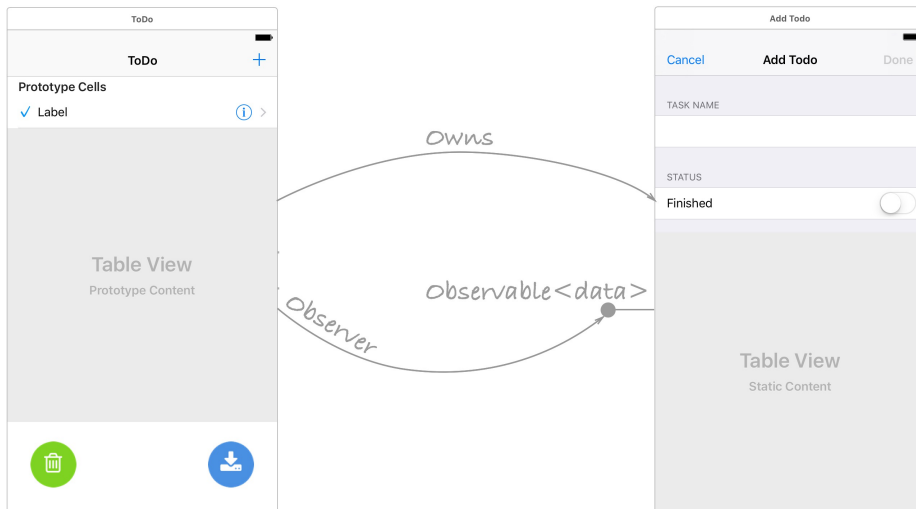 ToDo
ToDo
+
Prototype Cells
Label
Table View
Prototype Content
Owns
Observable<data>
Observer
Add Todo
Cancel
Add Todo
Done
TASK NAME
STATUS
Finished
Table View
Static Content